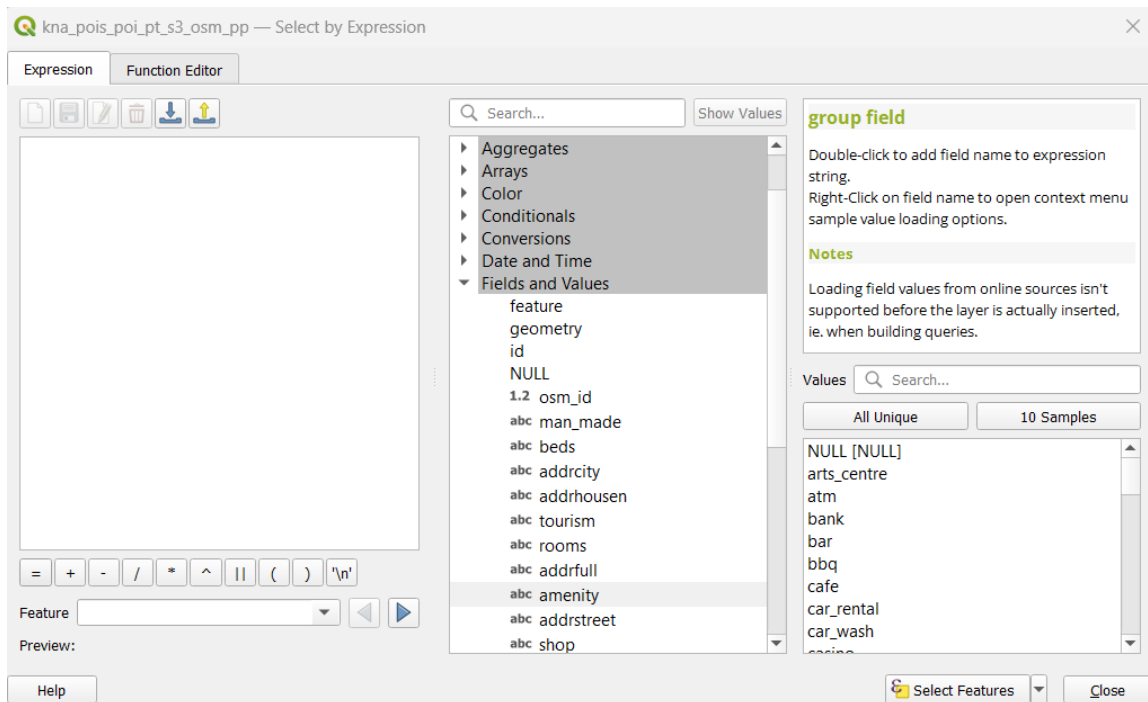 kna_pois_poi_pt_s3_osm_pp — Select by Expression
Expression
Function Editor
Search...
Show Values
Aggregates
Arrays
Color
Conditionals
Conversions
Date and Time
Fields and Values
feature
geometry
id
NULL
1.2 osm_id
abc man_made
abc beds
abc addrcity
abc addrhousen
abc tourism
abc rooms
abc addrfull
abc amenity
abc addrstreet
abc shop
= + - / * ^ || ( ) '\n'
Feature
Preview:
group field
Double-click to add field name to expression
string.
Right-Click on field name to open context menu
sample value loading options.
Notes
Loading field values from online sources isn't
supported before the layer is actually inserted,
ie. when building queries.
Values
Search...
All Unique
10 Samples
NULL [NULL]
arts_centre
atm
bank
bar
bbq
cafe
car_rental
car_wash
casino
Help
Select Features
Close